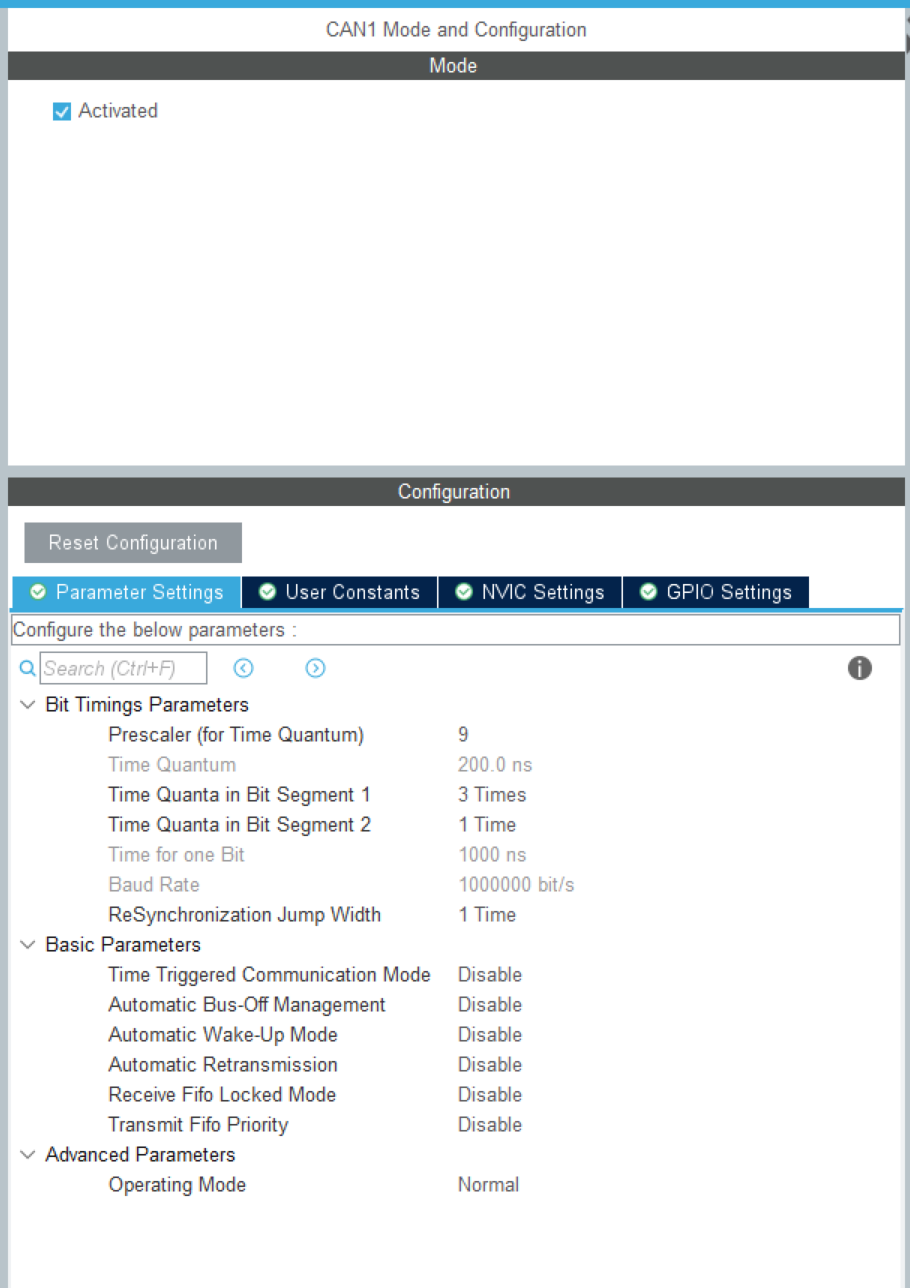 CAN1 Mode and Configuration
Mode
Activated
Configuration
Reset Configuration
Parameter Settings User Constants NVIC Settings GPIO Settings
Configure the below parameters :
Search (Ctrl+F)
Bit Timings Parameters
Prescaler (for Time Quantum) 9
Time Quantum 200.0 ns
Time Quanta in Bit Segment 1 3 Times
Time Quanta in Bit Segment 2 1 Time
Time for one Bit 1000 ns
Baud Rate 1000000 bit/s
ReSynchronization Jump Width 1 Time
Basic Parameters
Time Triggered Communication Mode Disable
Automatic Bus-Off Management Disable
Automatic Wake-Up Mode Disable
Automatic Retransmission Disable
Receive Fifo Locked Mode Disable
Transmit Fifo Priority Disable
Advanced Parameters
Operating Mode Normal